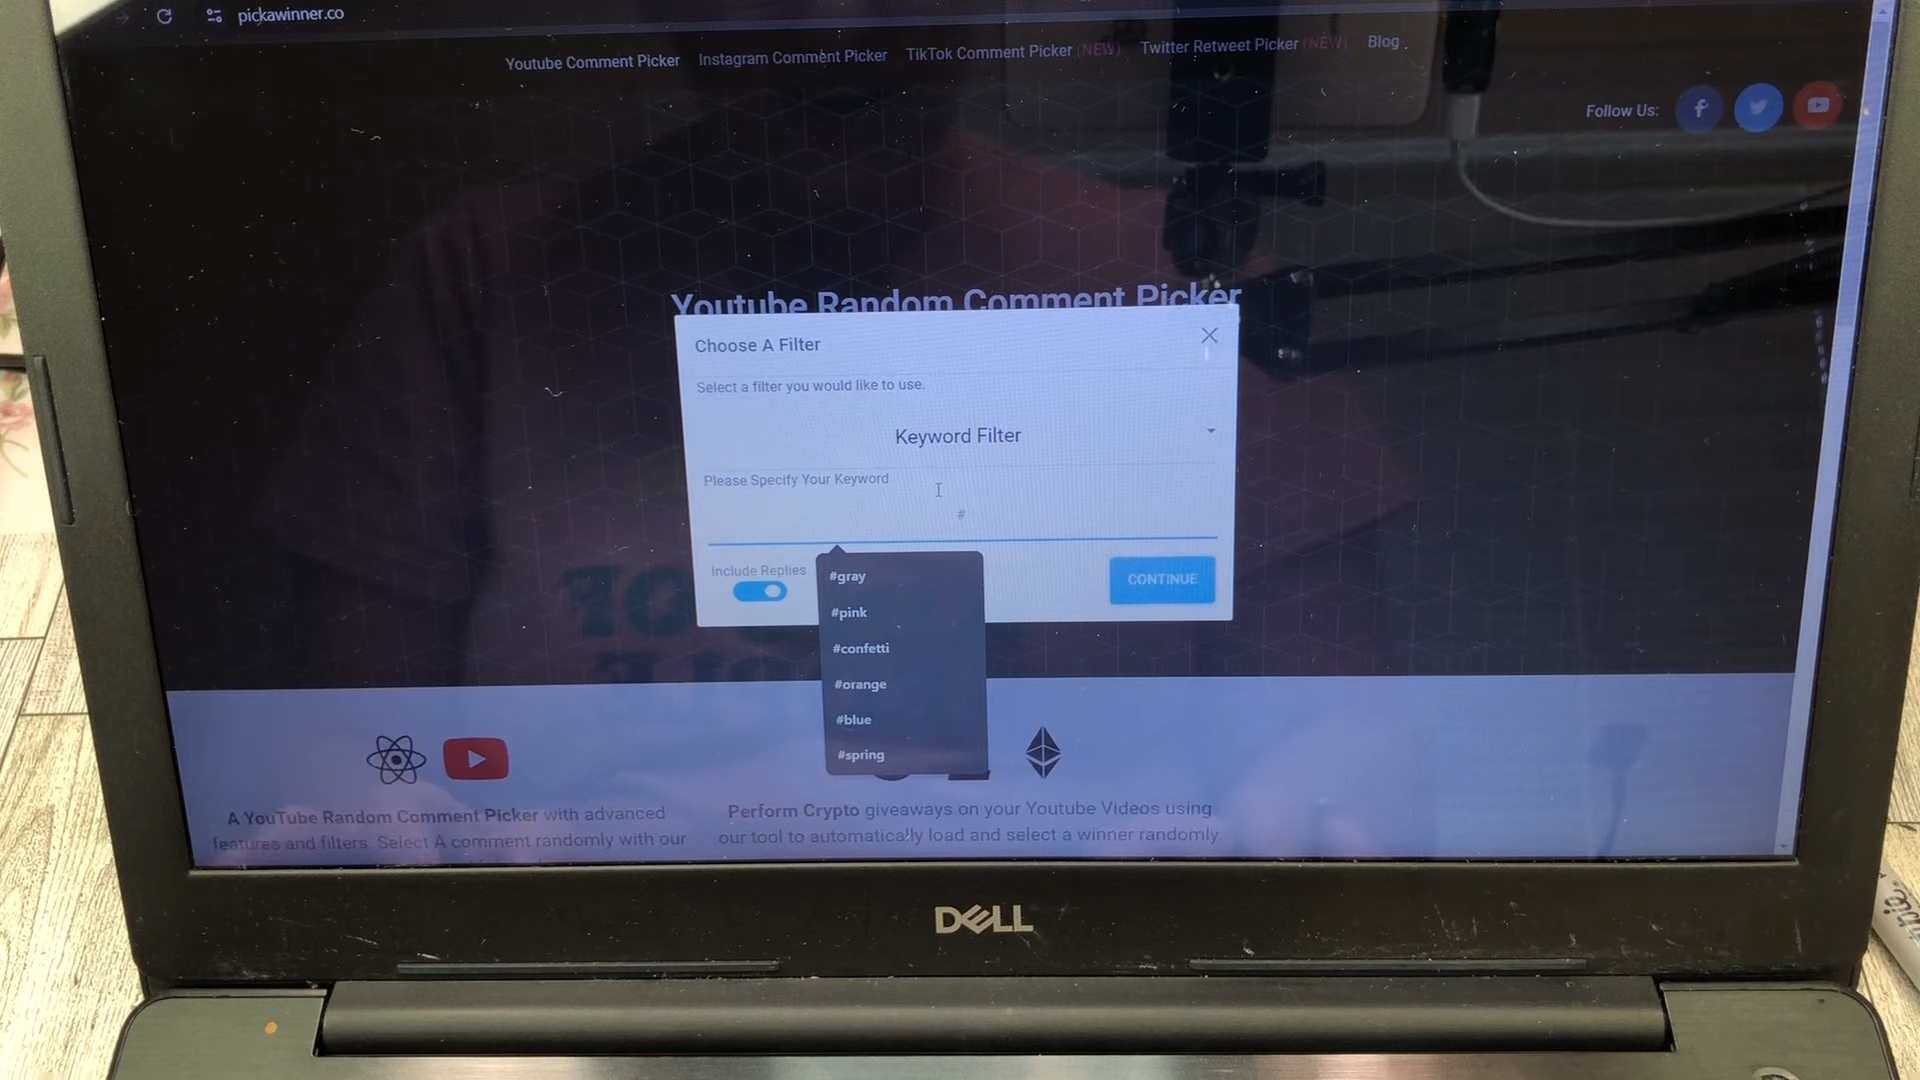 pickawinner.co
Youtube Comment Picker Instagram Comment Picker TikTok Comment Picker (NEW) Twitter Retweet Picker (NEW) Blog
Follow Us:
Youtube Random Comment Picker
Choose A Filter
Select a filter you would like to use.
Keyword Filter
Please Specify Your Keyword
#
Include Replies
CONTINUE
#gray
#pink
#confetti
#orange
#blue
#spring
A YouTube Random Comment Picker with advanced
features and filters. Select A comment randomly with our
Perform Crypto giveaways on your Youtube Videos using
our tool to automatically load and select a winner randomly
DELL